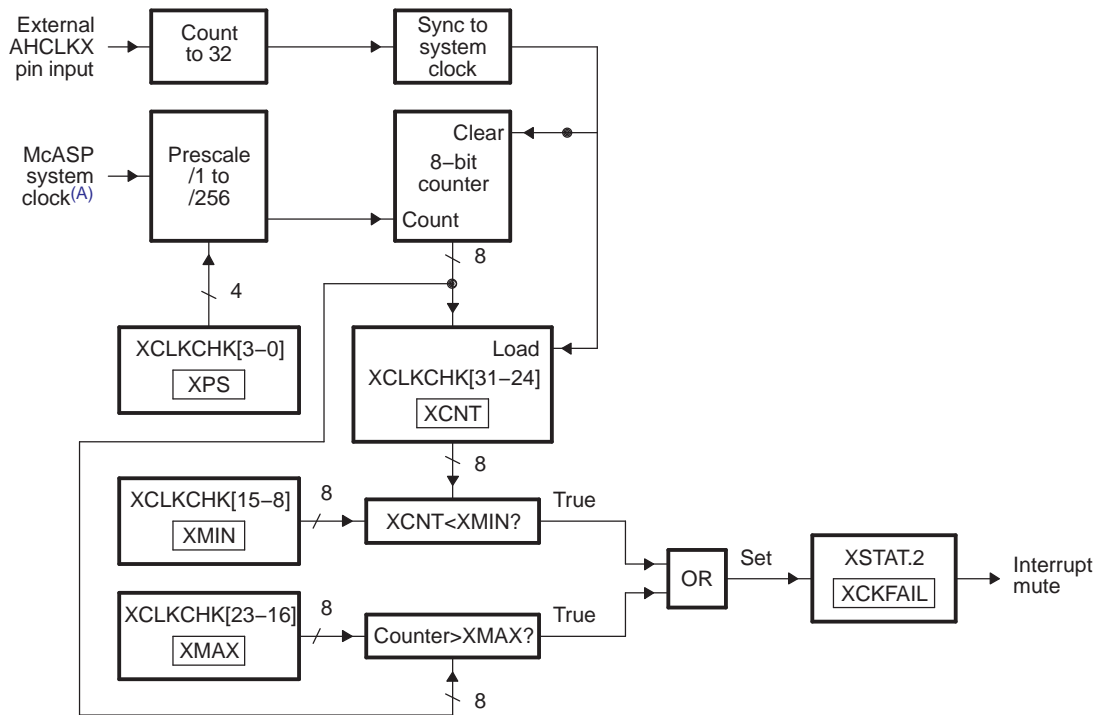 External
AHCLKX
pin input
Count
to 32
Sync to
system
clock
McASP
system
clock(A)
Prescale
/1 to
/256
Clear
8−bit
counter
Count
8
4
XCLKCHK[3−0]
XPS
Load
XCLKCHK[31−24]
XCNT
8
XCLKCHK[15−8]
XMIN
8
XCNT<XMIN?
True
XCLKCHK[23−16]
XMAX
8
Counter>XMAX?
True
8
OR
Set
XSTAT.2
XCKFAIL
Interrupt
mute